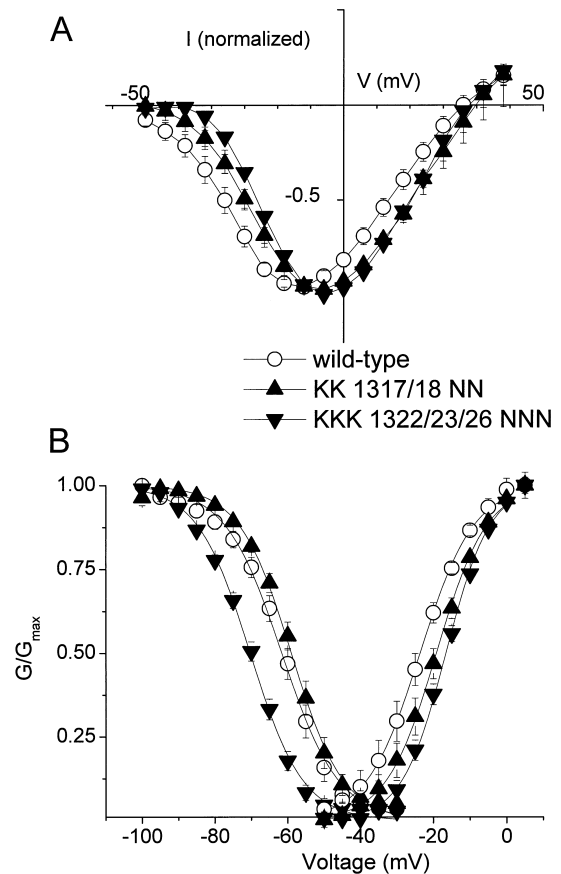 A
I (normalized)
V (mV)
-50
50
-0.5
wild-type
KK 1317/18 NN
KKK 1322/23/26 NNN
B
1.00
0.75
0.50
0.25
G/Gmax
-100
-80
-60
-40
-20
0
Voltage (mV)